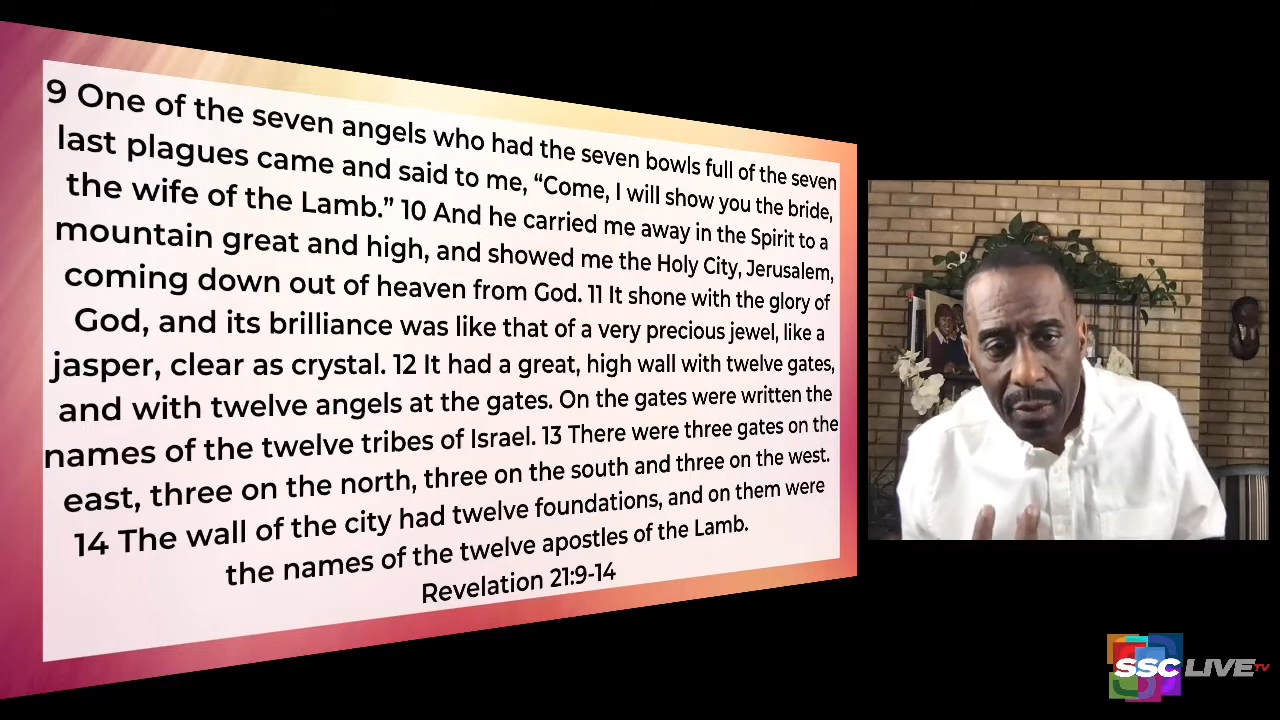 9 One of the seven angels who had the seven bowls full of the seven
last plagues came and said to me, “Come, I will show you the bride,
the wife of the Lamb.” 10 And he carried me away in the Spirit to a
mountain great and high, and showed me the Holy City, Jerusalem,
coming down out of heaven from God. 11 It shone with the glory of
God, and its brilliance was like that of a very precious jewel, like a
jasper, clear as crystal. 12 It had a great, high wall with twelve gates,
and with twelve angels at the gates. On the gates were written the
names of the twelve tribes of Israel. 13 There were three gates on the
east, three on the north, three on the south and three on the west.
14 The wall of the city had twelve foundations, and on them were
the names of the twelve apostles of the Lamb.
Revelation 21:9-14
SSC LIVE TV